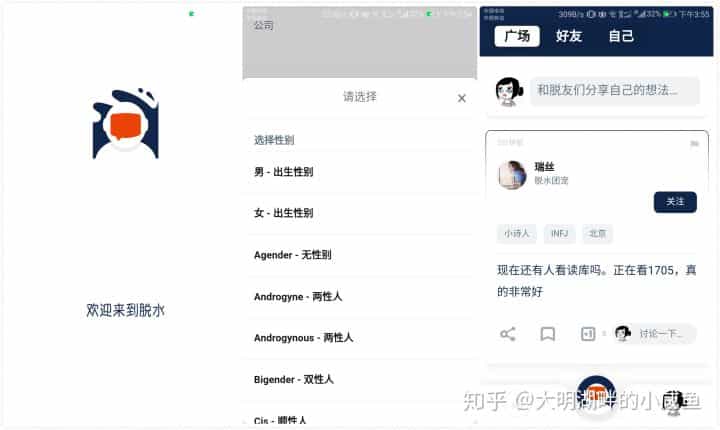 欢迎来到脱水
公司
请选择
×
选择性别
男 - 出生性别
女 - 出生性别
Agender - 无性别
Androgyne - 两性人
Androgynous - 两性人
Bigender - 双性人
Cis - 顺性人
309B/s
32%
下午3:55
广场 好友 自己
和脱友们分享自己的想法...
瑞丝
脱水团宠
关注
小诗人 INFJ 北京
现在还有人看读库吗。正在看1705，真
的非常好
+1
讨论一下...
知乎 @大明湖畔的小咸鱼